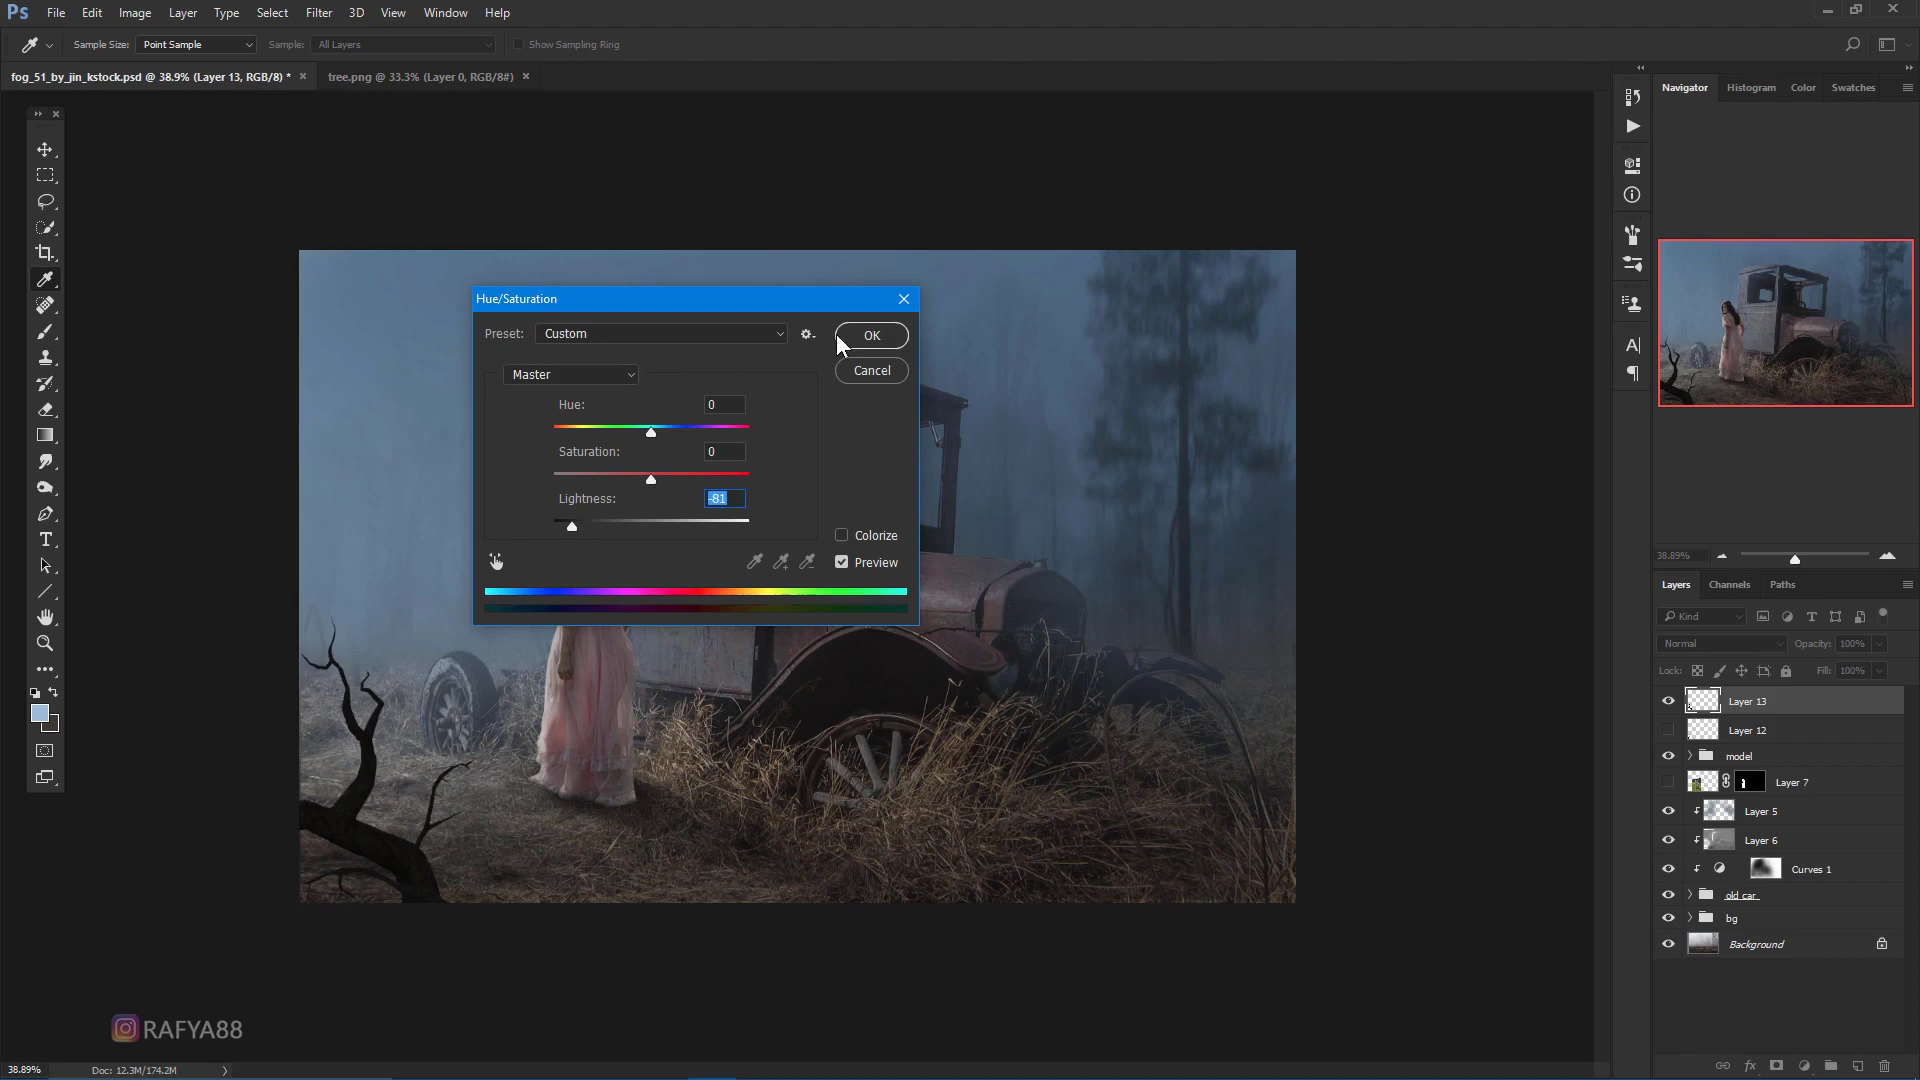 Ps File Edit Image Layer Type Select Filter 3D View Window Help
Sample Size: Point Sample Sample: All Layers Show Sampling Ring
fog_51_by_jin_kstock.psd @ 38.9% (Layer 13, RGB/8) * × tree.png @ 33.3% (Layer 0, RGB/8#) ×
Navigator Histogram Color Swatches
Hue/Saturation
Preset: Custom OK
Cancel
Master
Hue: 0
Saturation: 0
Lightness: -81
Colorize
Preview
38.89%
Layers Channels Paths
Kind
Normal Opacity: 100%
Lock: Fill: 100%
Layer 13
Layer 12
model
Layer 7
Layer 5
Layer 6
Curves 1
old car
bg
Background
RAFYA88
38.89% Doc: 12.3M/174.2M